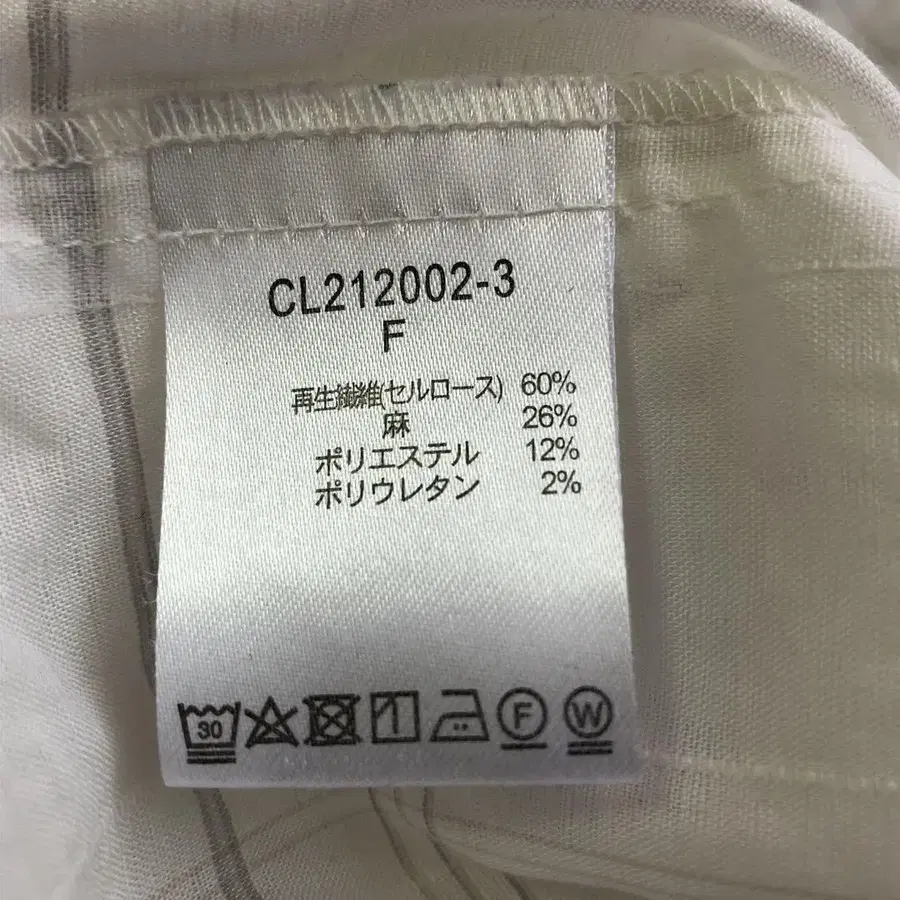 CL212002-3
F
再生繊維(セルロース) 60%
麻 26%
ポリエステル 12%
ポリウレタン 2%
30 F W